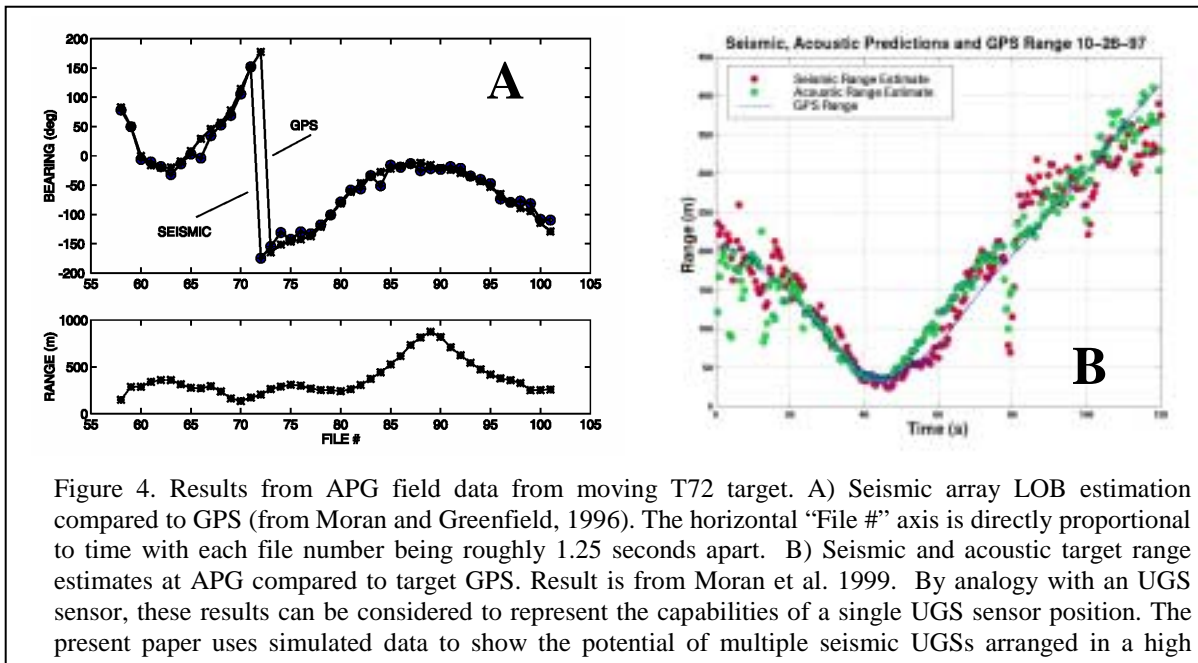 A
200
150
100
50
0
-50
-100
-150
-200
BEARING (deg)
GPS
SEISMIC
55 60 65 70 75 80 85 90 95 100 105
1000
500
0
RANGE (m)
55 60 65 70 75 80 85 90 95 100 105
FILE #
Seismic, Acoustic Predictions and GPS Range 10-26-97
Seismic Range Estimate
Acoustic Range Estimate
GPS Range
Range (m)
B
0 20 40 60 80 100 120
Time (s)
Figure 4. Results from APG field data from moving T72 target. A) Seismic array LOB estimation
compared to GPS (from Moran and Greenfield, 1996). The horizontal “File #” axis is directly proportional
to time with each file number being roughly 1.25 seconds apart. B) Seismic and acoustic target range
estimates at APG compared to target GPS. Result is from Moran et al. 1999. By analogy with an UGS
sensor, these results can be considered to represent the capabilities of a single UGS sensor position. The
present paper uses simulated data to show the potential of multiple seismic UGSs arranged in a high